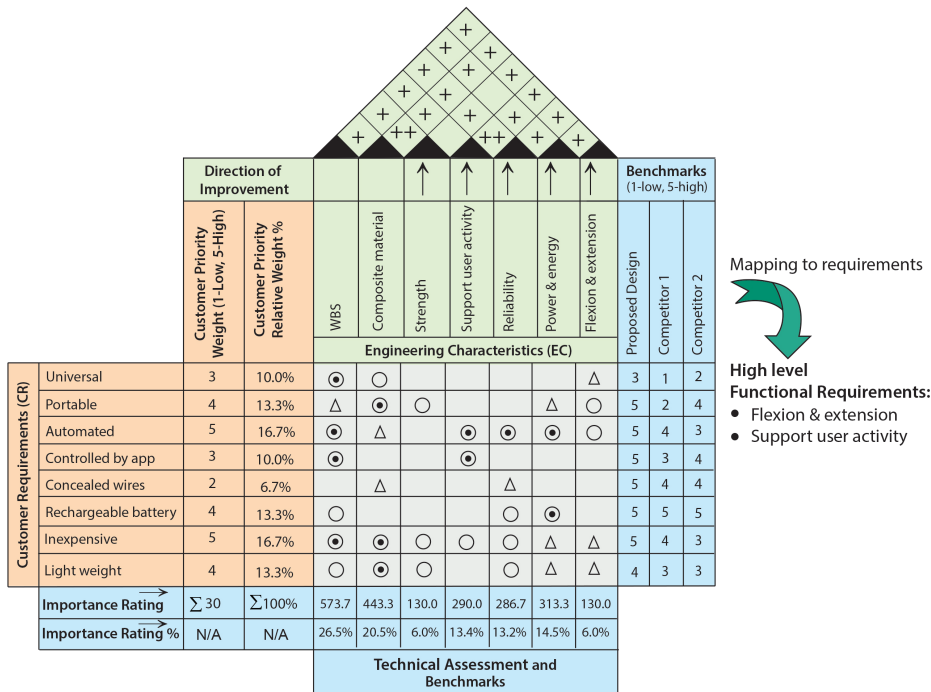 +
+ +
+ +
+ +
+ + +
+ + +
+ ++ ++ +
Direction of
Improvement
Benchmarks
(1-low, 5-high)
Customer Priority
Weight (1-Low, 5-High)
Customer Priority
Relative Weight %
WBS
Composite material
Strength
Support user activity
Reliability
Power & energy
Flexion & extension
Proposed Design
Competitor 1
Competitor 2
Engineering Characteristics (EC)
Customer Requirements (CR)
Universal 3 10.0% 3 1 2
Portable 4 13.3% 5 2 4
Automated 5 16.7% 5 4 3
Controlled by app 3 10.0% 5 3 4
Concealed wires 2 6.7% 5 4 4
Rechargeable battery 4 13.3% 5 5 5
Inexpensive 5 16.7% 5 4 3
Light weight 4 13.3% 4 3 3
Importance Rating ∑ 30 ∑100% 573.7 443.3 130.0 290.0 286.7 313.3 130.0
Importance Rating % N/A N/A 26.5% 20.5% 6.0% 13.4% 13.2% 14.5% 6.0%
Technical Assessment and
Benchmarks
Mapping to requirements
High level
Functional Requirements:
● Flexion & extension
● Support user activity